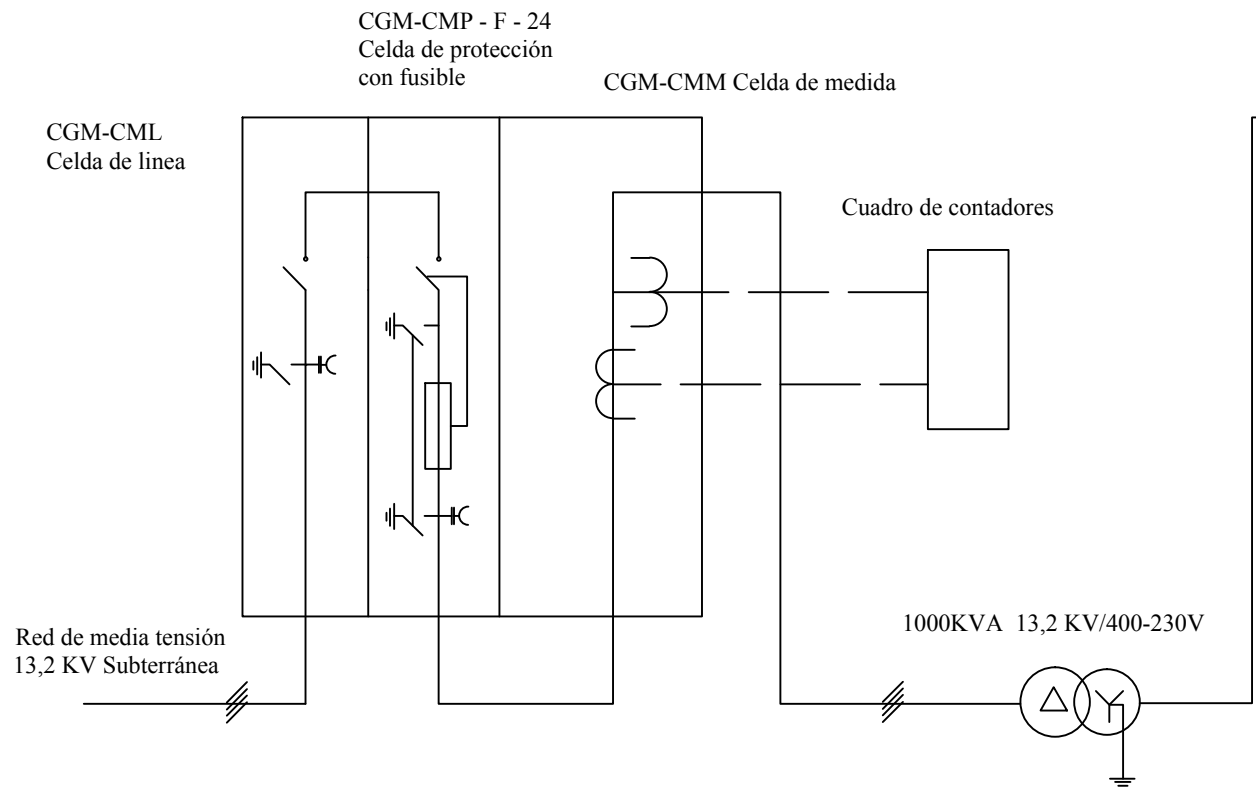 CGM-CMP - F - 24
Celda de protección
con fusible
CGM-CMM Celda de medida
CGM-CML
Celda de linea
Cuadro de contadores
1000KVA 13,2 KV/400-230V
Red de media tensión
13,2 KV Subterránea